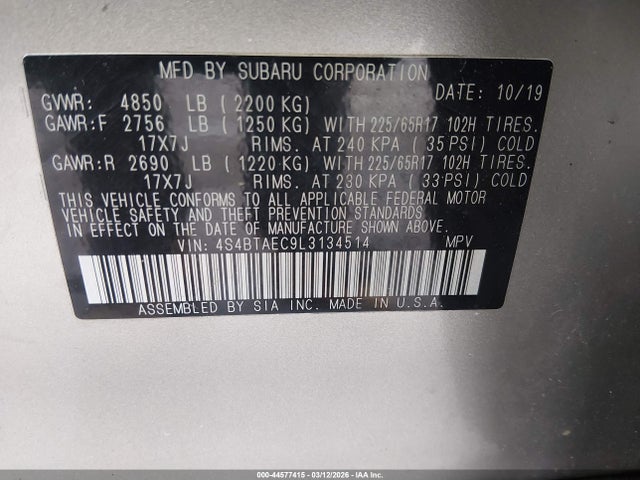 MFD BY SUBARU CORPORATION
DATE: 10/19
GVWR: 4850 LB (2200 KG)
GAWR:F 2756 LB (1250 KG) WITH 225/65R17 102H TIRES.
17X7J RIMS. AT 240 KPA (35 PSI) COLD
GAWR:R 2690 LB (1220 KG) WITH 225/65R17 102H TIRES.
17X7J RIMS. AT 230 KPA (33 PSI) COLD
THIS VEHICLE CONFORMS TO ALL APPLICABLE FEDERAL MOTOR
VEHICLE SAFETY AND THEFT PREVENTION STANDARDS
IN EFFECT ON THE DATE OF MANUFACTURE SHOWN ABOVE.
VIN: 4S4BTAEC9L3134514 MPV
ASSEMBLED BY SIA INC. MADE IN U.S.A.
000-44577415 - 03/12/2026 - IAAI.COM